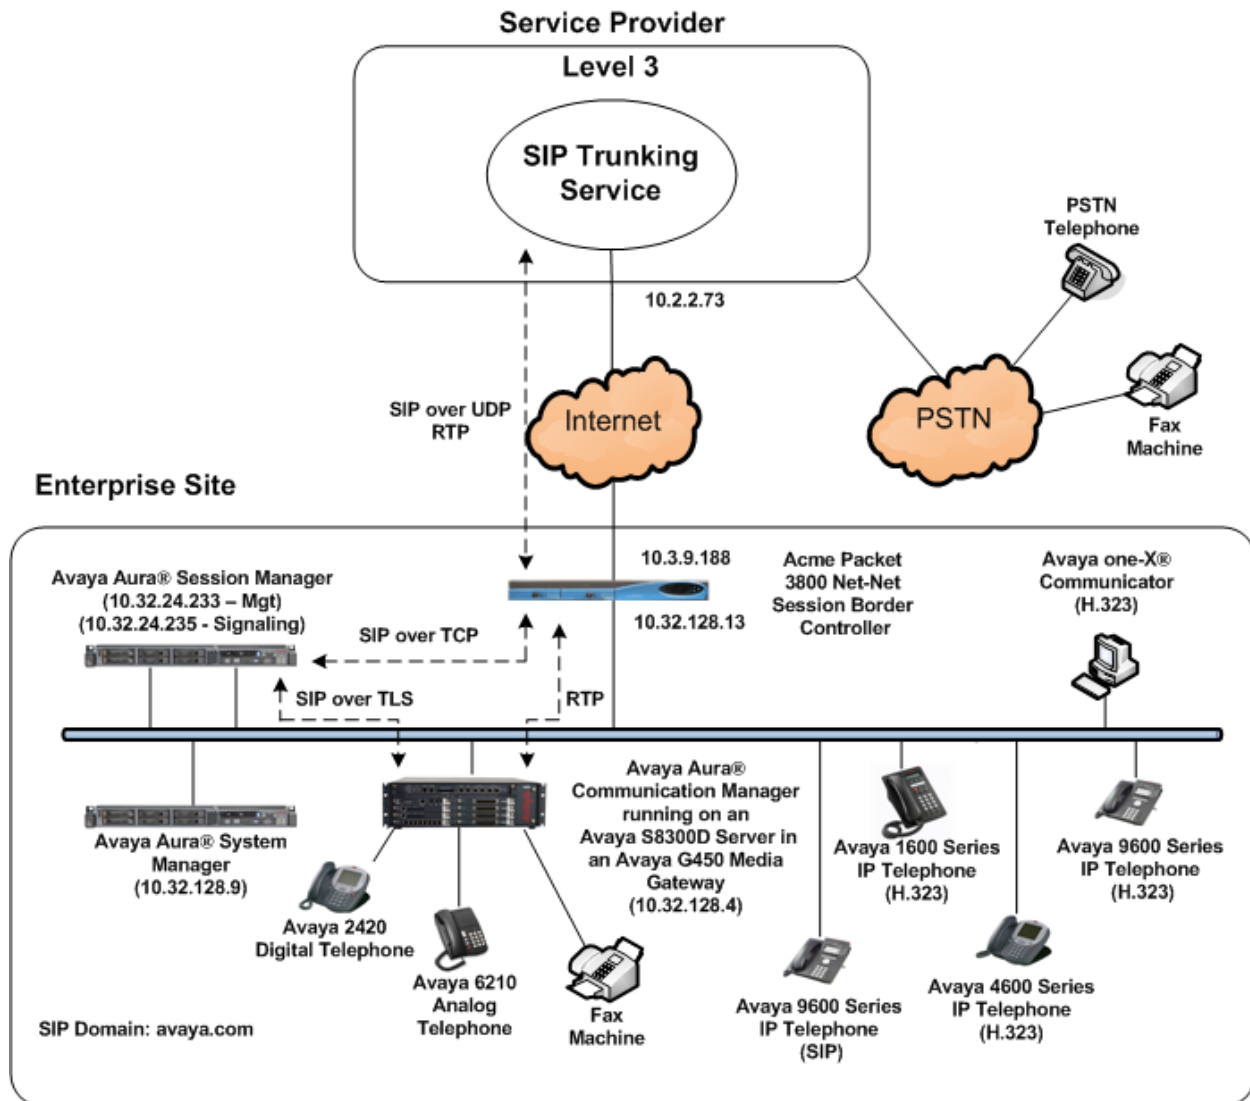 Service Provider
Level 3
SIP Trunking
Service
PSTN
Telephone
10.2.2.73
SIP over UDP
RTP
Internet
PSTN
Fax
Machine
Enterprise Site
Avaya Aura® Session Manager
(10.32.24.233 – Mgt)
(10.32.24.235 - Signaling)
10.3.9.188
10.32.128.13
Acme Packet
3800 Net-Net
Session Border
Controller
Avaya one-X®
Communicator
(H.323)
SIP over TCP
SIP over TLS
RTP
Avaya Aura® System
Manager
(10.32.128.9)
Avaya Aura®
Communication Manager
running on an
Avaya S8300D Server in
an Avaya G450 Media
Gateway
(10.32.128.4)
Avaya 1600 Series
IP Telephone
(H.323)
Avaya 9600 Series
IP Telephone
(H.323)
Avaya 2420
Digital Telephone
Avaya 6210
Analog
Telephone
Fax
Machine
Avaya 9600 Series
IP Telephone
(SIP)
Avaya 4600 Series
IP Telephone
(H.323)
SIP Domain: avaya.com